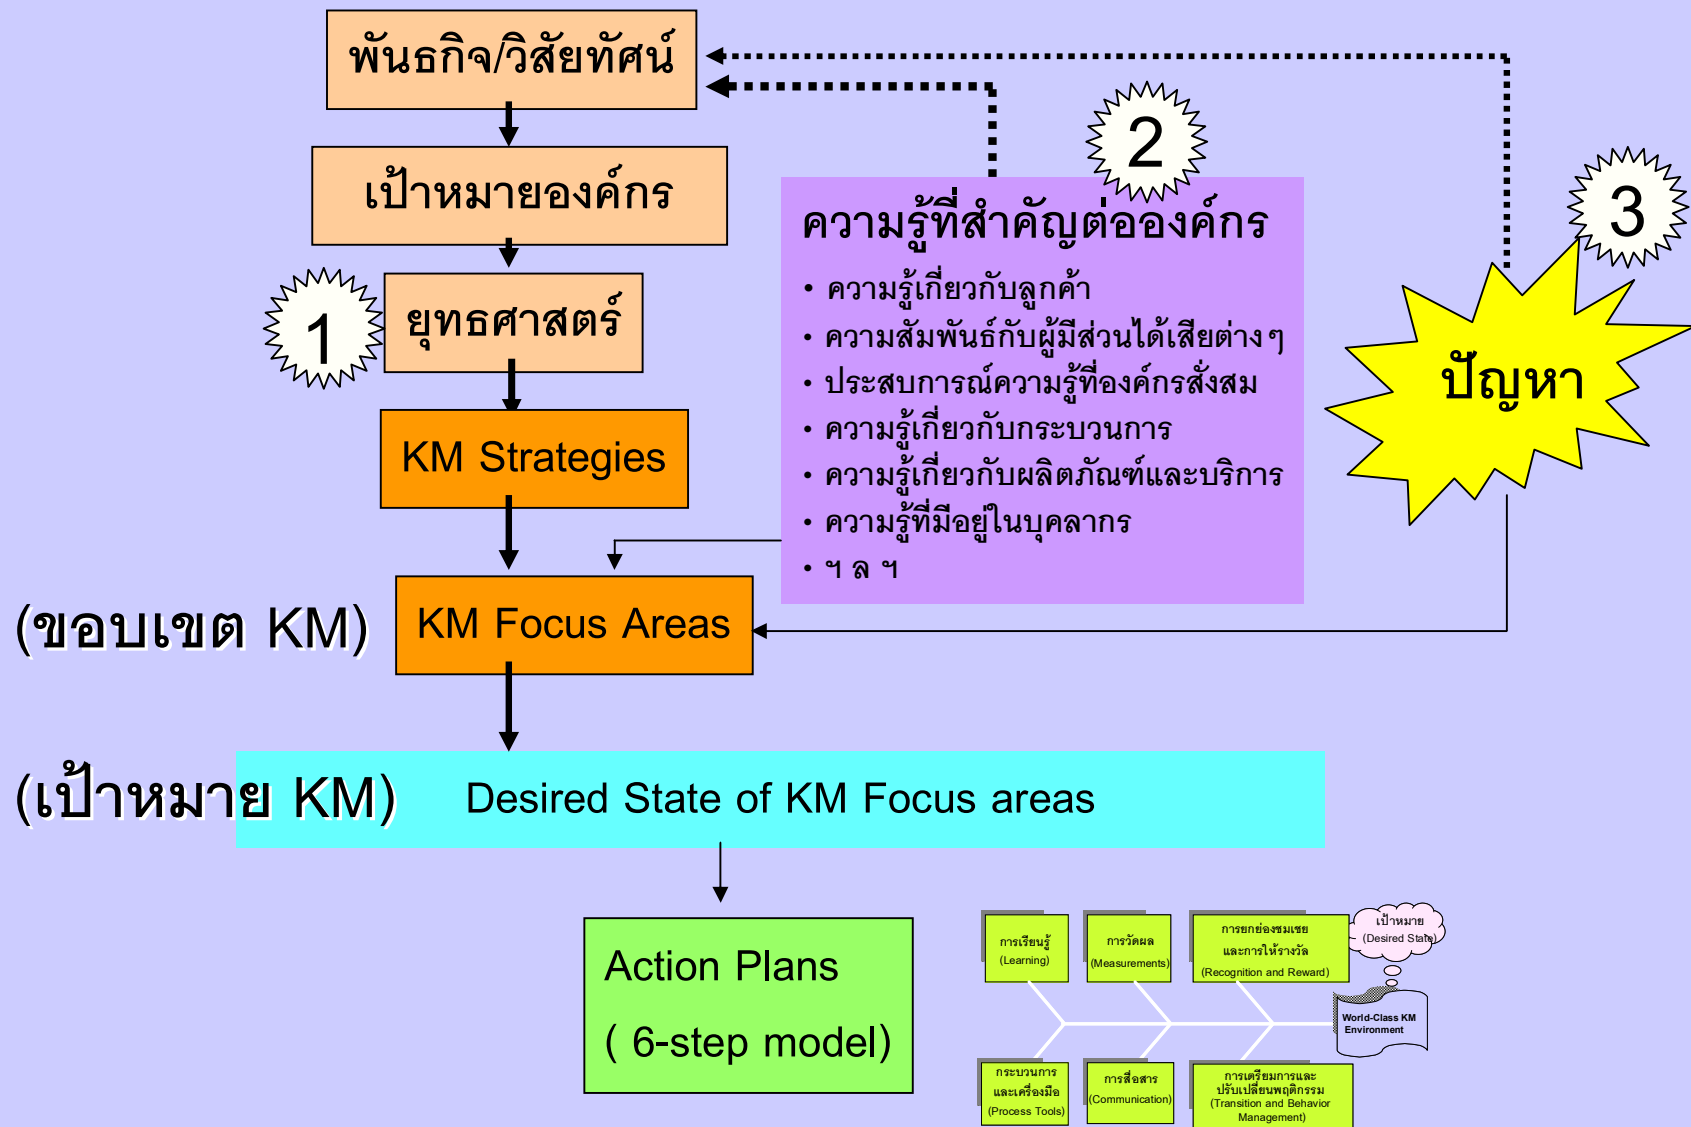 พันธกิจ/วิสัยทัศน์
เป้าหมายองค์กร
1
ยุทธศาสตร์
KM Strategies
2
ความรู้ที่สำคัญต่อองค์กร
• ความรู้เกี่ยวกับลูกค้า
• ความสัมพันธ์กับผู้มีส่วนได้เสียต่างๆ
• ประสบการณ์ความรู้ที่องค์กรสั่งสม
• ความรู้เกี่ยวกับกระบวนการ
• ความรู้เกี่ยวกับผลิตภัณฑ์และบริการ
• ความรู้ที่มีอยู่ในบุคลากร
• ฯ ล ฯ
3
ปัญหา
(ขอบเขต KM)
KM Focus Areas
(เป้าหมาย KM)
Desired State of KM Focus areas
Action Plans
( 6-step model)
การเรียนรู้
(Learning)
การวัดผล
(Measurements)
การยกย่องชมเชย
และการให้รางวัล
(Recognition and Reward)
เป้าหมาย
(Desired State)
World-Class KM
Environment
กระบวนการ
และเครื่องมือ
(Process Tools)
การสื่อสาร
(Communication)
การเตรียมการและ
ปรับเปลี่ยนพฤติกรรม
(Transition and Behavior
Management)